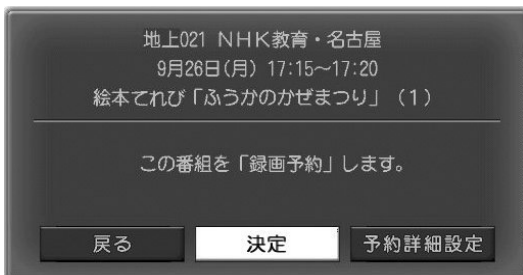 地上021 NHK教育・名古屋
9月26日(月) 17:15～17:20
絵本てれび「ふうかのかぜまつり」(1)
この番組を「録画予約」します。
戻る 決定 予約詳細設定